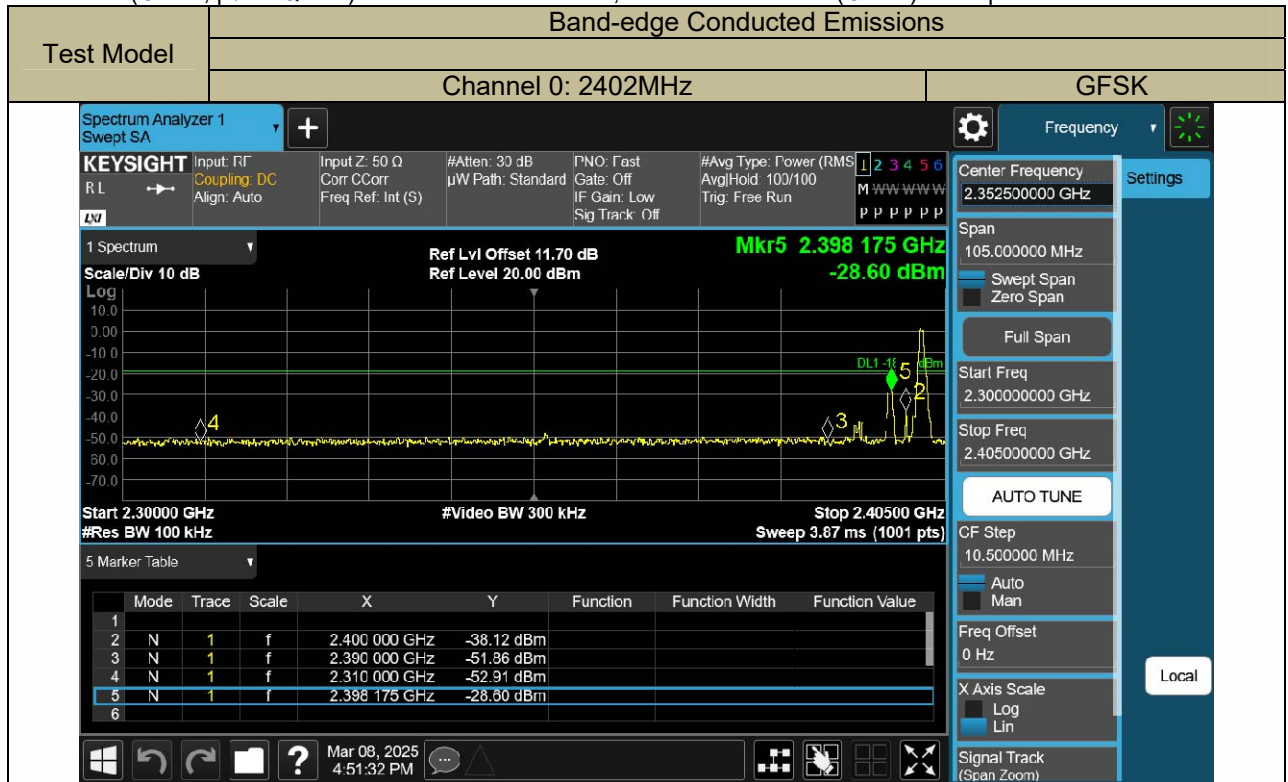 Band-edge Conducted Emissions
Test Model
Channel 0: 2402MHz GFSK
Spectrum Analyzer 1
Swept SA
Frequency
KEYSIGHT
R L
LXI
Input: RF
Coupling: DC
Align: Auto
Input Z: 50 Ω
Corr CCorr
Freq Ref: Int (S)
#Atten: 30 dB
µW Path: Standard
PNO: Fast
Gate: Off
IF Gain: Low
Sig Track: Off
#Avg Type: Power (RMS
Avg|Hold: 100/100
Trig: Free Run
1 2 3 4 5 6
M W W W W W
P P P P P P
Center Frequency
2.352500000 GHz
Settings
1 Spectrum
Scale/Div 10 dB
Log
Ref Lvl Offset 11.70 dB
Ref Level 20.00 dBm
Mkr5 2.398 175 GHz
-28.60 dBm
Span
105.000000 MHz
Swept Span
Zero Span
Full Span
10.0
0.00
-10.0
-20.0
-30.0
-40.0
-50.0
-60.0
-70.0
DL1 -18 dBm
5
2
3
4
Start Freq
2.300000000 GHz
Stop Freq
2.405000000 GHz
AUTO TUNE
Start 2.30000 GHz #Video BW 300 kHz Stop 2.40500 GHz
#Res BW 100 kHz Sweep 3.87 ms (1001 pts)
CF Step
10.500000 MHz
Auto
Man
5 Marker Table
Mode Trace Scale X Y Function Function Width Function Value
1
2 N 1 f 2.400 000 GHz -38.12 dBm
3 N 1 f 2.390 000 GHz -51.86 dBm
4 N 1 f 2.310 000 GHz -52.91 dBm
5 N 1 f 2.398 175 GHz -28.60 dBm
6
Freq Offset
0 Hz
X Axis Scale
Log
Lin
Local
Signal Track
(Span Zoom)
?
Mar 08, 2025
4:51:32 PM